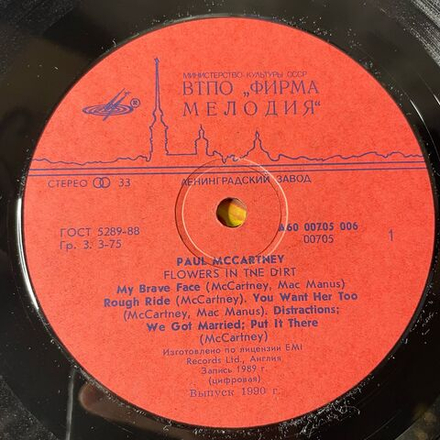 МИНИСТЕРСТВО КУЛЬТУРЫ СССР
ВТПО „ФИРМА
МЕЛОДИЯ“
СТЕРЕО 33
ЛЕНИНГРАДСКИЙ ЗАВОД
ГОСТ 5289-88
Гр. 3. 3-75
А60 00705 006
00705
1
PAUL MCCARTNEY
FLOWERS IN TNE DIRT
My Brave Face (McCartney, Mac Manus)
Rough Ride (McCartney). You Want Her Too
(McCartney, Mac Manus). Distractions;
We Got Married; Put It There
(McCartney)
Изготовлено по лицензии EMI
Records Ltd., Англия
Запись 1989 г.
(цифровая)
Выпуск 1990 г.